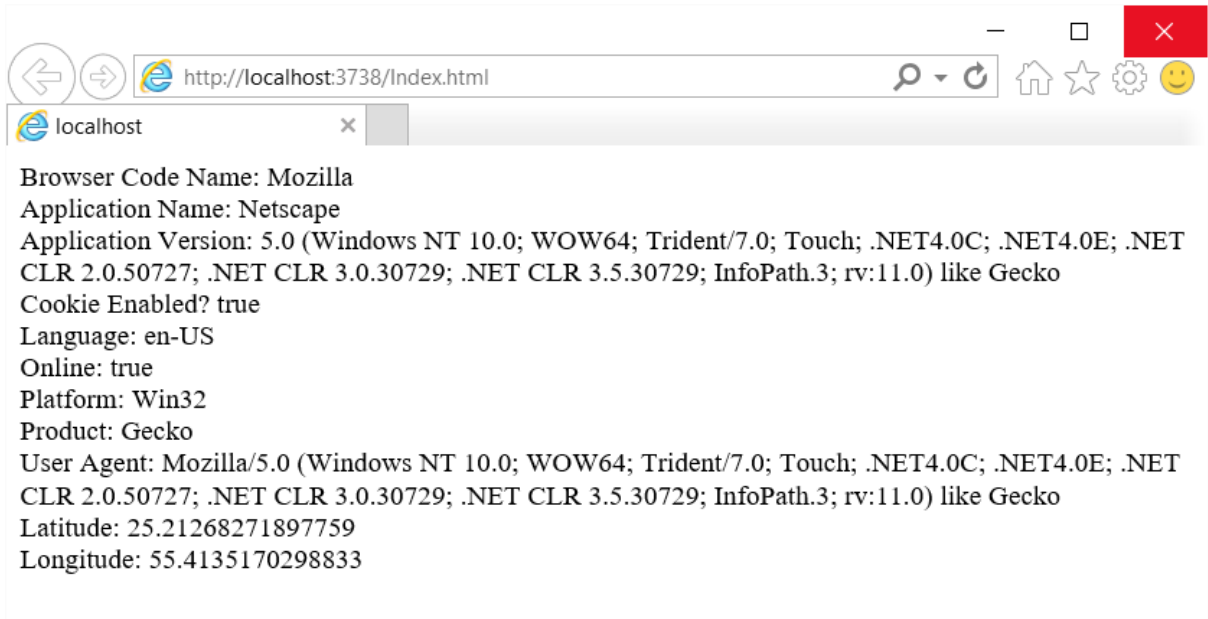 http://localhost:3738/Index.html
localhost
Browser Code Name: Mozilla
Application Name: Netscape
Application Version: 5.0 (Windows NT 10.0; WOW64; Trident/7.0; Touch; .NET4.0C; .NET4.0E; .NET
CLR 2.0.50727; .NET CLR 3.0.30729; .NET CLR 3.5.30729; InfoPath.3; rv:11.0) like Gecko
Cookie Enabled? true
Language: en-US
Online: true
Platform: Win32
Product: Gecko
User Agent: Mozilla/5.0 (Windows NT 10.0; WOW64; Trident/7.0; Touch; .NET4.0C; .NET4.0E; .NET
CLR 2.0.50727; .NET CLR 3.0.30729; .NET CLR 3.5.30729; InfoPath.3; rv:11.0) like Gecko
Latitude: 25.21268271897759
Longitude: 55.4135170298833